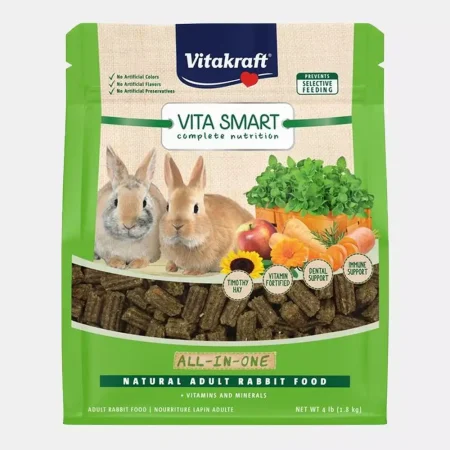 Vitakraft
✓ No Artificial Colors
✓ No Artificial Flavors
✓ No Artificial Preservatives
PREVENTS
SELECTIVE
FEEDING
VITA SMART
complete nutrition
TIMOTHY
HAY
VITAMIN
FORTIFIED
DENTAL
SUPPORT
IMMUNE
SUPPORT
ALL-IN-ONE
NATURAL ADULT RABBIT FOOD
+ VITAMINS AND MINERALS
ADULT RABBIT FOOD | NOURRITURE LAPIN ADULTE
NET WT 4 lb (1.8 kg)